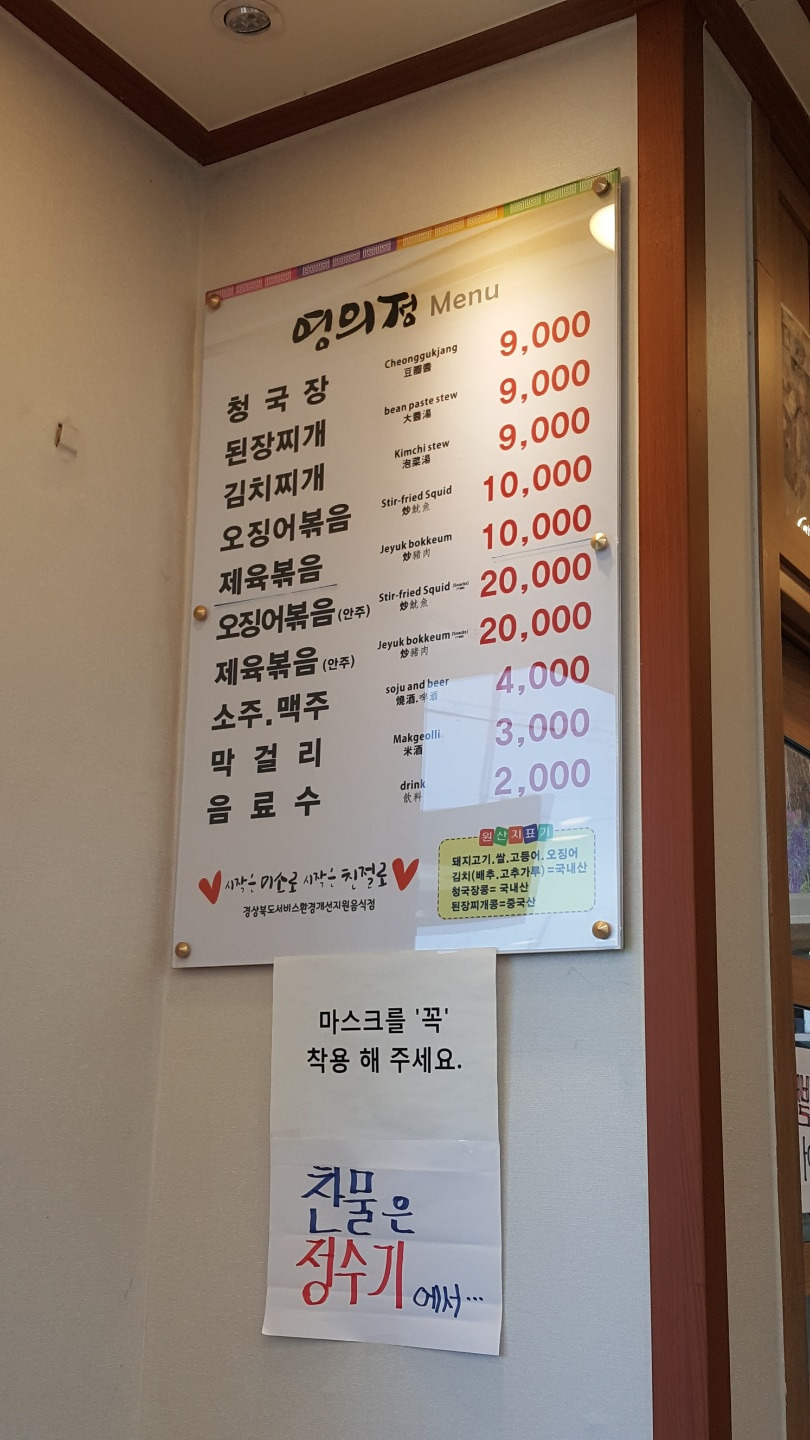 영의정 Menu
청국장 Cheonggukjang 豆瓣醬 9,000
된장찌개 bean paste stew 大醬湯 9,000
김치찌개 Kimchi stew 泡菜湯 9,000
오징어볶음 Stir-fried Squid 炒魷魚 10,000
제육볶음 Jeyuk bokkeum 炒豬肉 10,000
오징어볶음(안주) Stir-fried Squid 炒魷魚 20,000
제육볶음(안주) Jeyuk bokkeum 炒豬肉 20,000
소주.맥주 soju and beer 燒酒.啤酒 4,000
막걸리 Makgeolli 米酒 3,000
음료수 drink 飮料 2,000
시작은 미소로 시작은 친절로
경상북도서비스환경개선지원음식점
원산지표기
돼지고기.쌀.고등어.오징어
김치(배추.고추가루)=국내산
청국장콩=국내산
된장찌개콩=중국산
마스크를 '꼭'
착용 해 주세요.
찬물은
정수기에서...